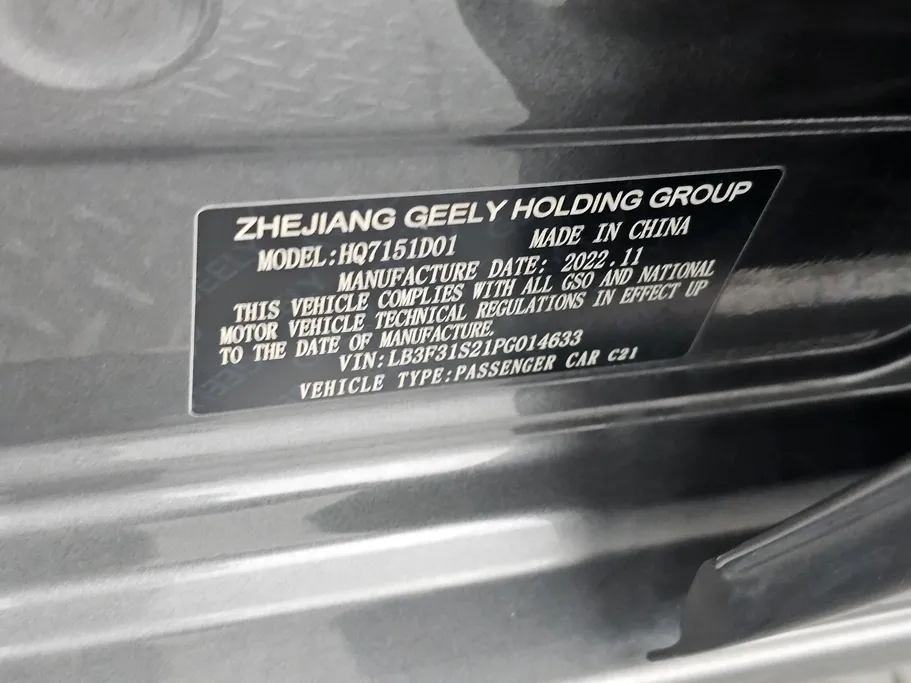 ZHEJIANG GEELY HOLDING GROUP
MODEL:HQ7151D01 MADE IN CHINA
MANUFACTURE DATE: 2022.11
THIS VEHICLE COMPLIES WITH ALL GSO AND NATIONAL
MOTOR VEHICLE TECHNICAL REGULATIONS IN EFFECT UP
TO THE DATE OF MANUFACTURE.
VIN:LB3F31S21PG014633
VEHICLE TYPE:PASSENGER CAR C21